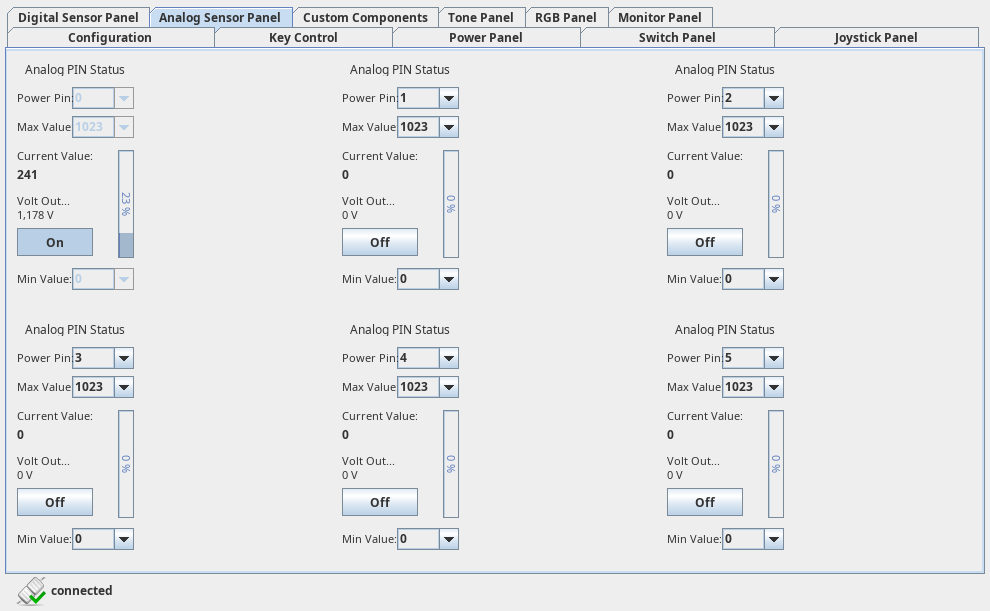 Digital Sensor Panel Analog Sensor Panel Custom Components Tone Panel RGB Panel Monitor Panel
Configuration Key Control Power Panel Switch Panel Joystick Panel
Analog PIN Status Analog PIN Status Analog PIN Status
Power Pin: 0 Power Pin: 1 Power Pin: 2
Max Value 1023 Max Value 1023 Max Value 1023
Current Value: Current Value: Current Value:
241 0 0
23 % 0 % 0 %
Volt Out... Volt Out... Volt Out...
1,178 V 0 V 0 V
On Off Off
Min Value: 0 Min Value: 0 Min Value: 0
Analog PIN Status Analog PIN Status Analog PIN Status
Power Pin: 3 Power Pin: 4 Power Pin: 5
Max Value 1023 Max Value 1023 Max Value 1023
Current Value: Current Value: Current Value:
0 0 0
0 % 0 % 0 %
Volt Out... Volt Out... Volt Out...
0 V 0 V 0 V
Off Off Off
Min Value: 0 Min Value: 0 Min Value: 0
connected